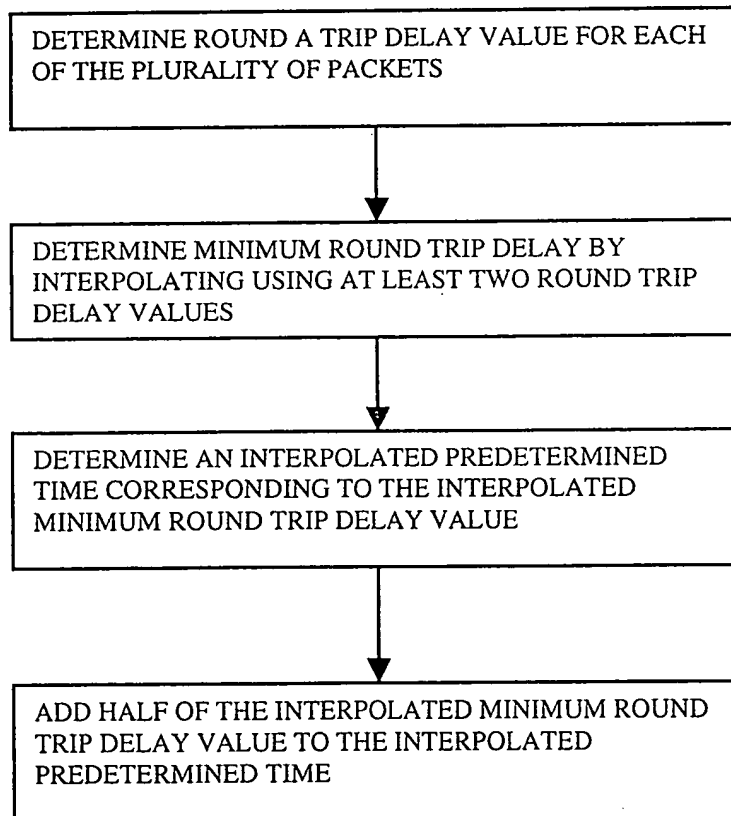 DETERMINE ROUND A TRIP DELAY VALUE FOR EACH
OF THE PLURALITY OF PACKETS
DETERMINE MINIMUM ROUND TRIP DELAY BY
INTERPOLATING USING AT LEAST TWO ROUND TRIP
DELAY VALUES
DETERMINE AN INTERPOLATED PREDETERMINED
TIME CORRESPONDING TO THE INTERPOLATED
MINIMUM ROUND TRIP DELAY VALUE
ADD HALF OF THE INTERPOLATED MINIMUM ROUND
TRIP DELAY VALUE TO THE INTERPOLATED
PREDETERMINED TIME